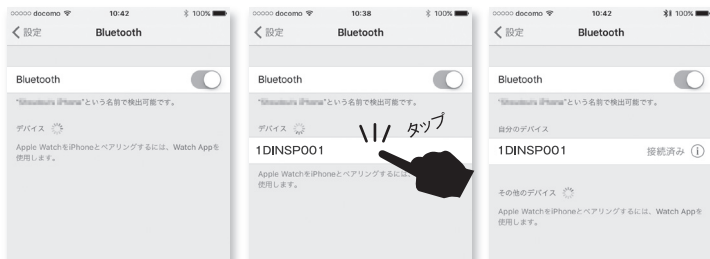 ooooo docomo 10:42 100%
設定 Bluetooth
Bluetooth
"という名前で検出可能です。
デバイス
Apple WatchをiPhoneとペアリングするには、Watch Appを
使用します。
ooooo docomo 10:38 100%
設定 Bluetooth
Bluetooth
"という名前で検出可能です。
デバイス
タップ
1DINSP001
Apple WatchをiPhoneとペアリングするには、
使用します。
ooooo docomo 10:42 100%
設定 Bluetooth
Bluetooth
"という名前で検出可能です。
自分のデバイス
1DINSP001 接続済み
その他のデバイス
Apple WatchをiPhoneとペアリングするには、Watch Appを
使用します。